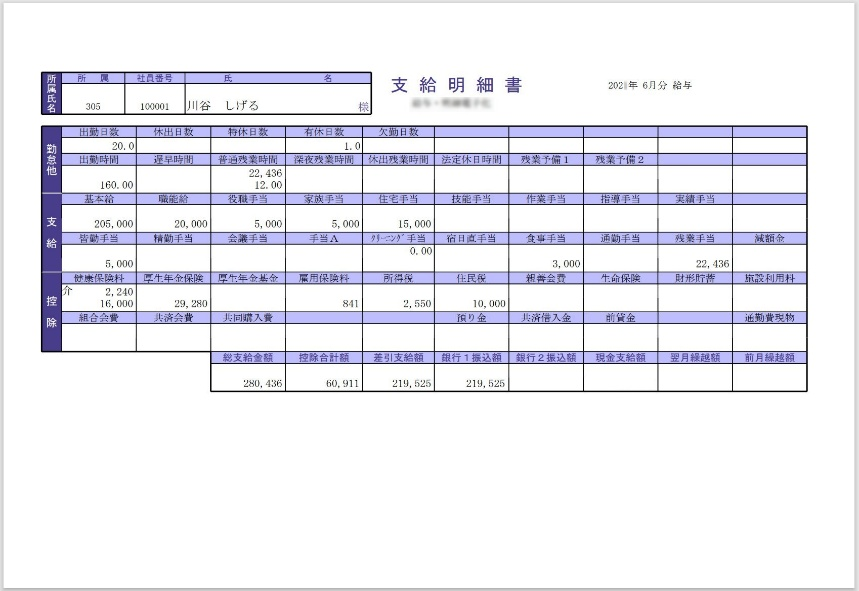 所属氏名
所 属 社員番号 氏 名
305 100001 川谷 しげる 様
支給明細書
年 6月分 給与
勤怠他
出勤日数 休出日数 特休日数 有休日数 欠勤日数
20.0 1.0
出勤時間 遅早時間 普通残業時間 深夜残業時間 休出残業時間 法定休日時間 残業予備1 残業予備2
22,436
160.00 12.00
支給
基本給 職能給 役職手当 家族手当 住宅手当 技能手当 作業手当 指導手当 実績手当
205,000 20,000 5,000 5,000 15,000
皆勤手当 精勤手当 会議手当 手当A クリーニング手当 宿日直手当 食事手当 通勤手当 残業手当 減額金
0.00
5,000 3,000 22,436
控除
健康保険料 厚生年金保険 厚生年金基金 雇用保険料 所得税 住民税 親善会費 生命保険 財形貯蓄 施設利用料
介 2,240
16,000 29,280 841 2,550 10,000
組合会費 共済会費 共同購入費 預り金 共済借入金 前貸金 通勤費現物
総支給金額 控除合計額 差引支給額 銀行1振込額 銀行2振込額 現金支給額 翌月繰越額 前月繰越額
280,436 60,911 219,525 219,525